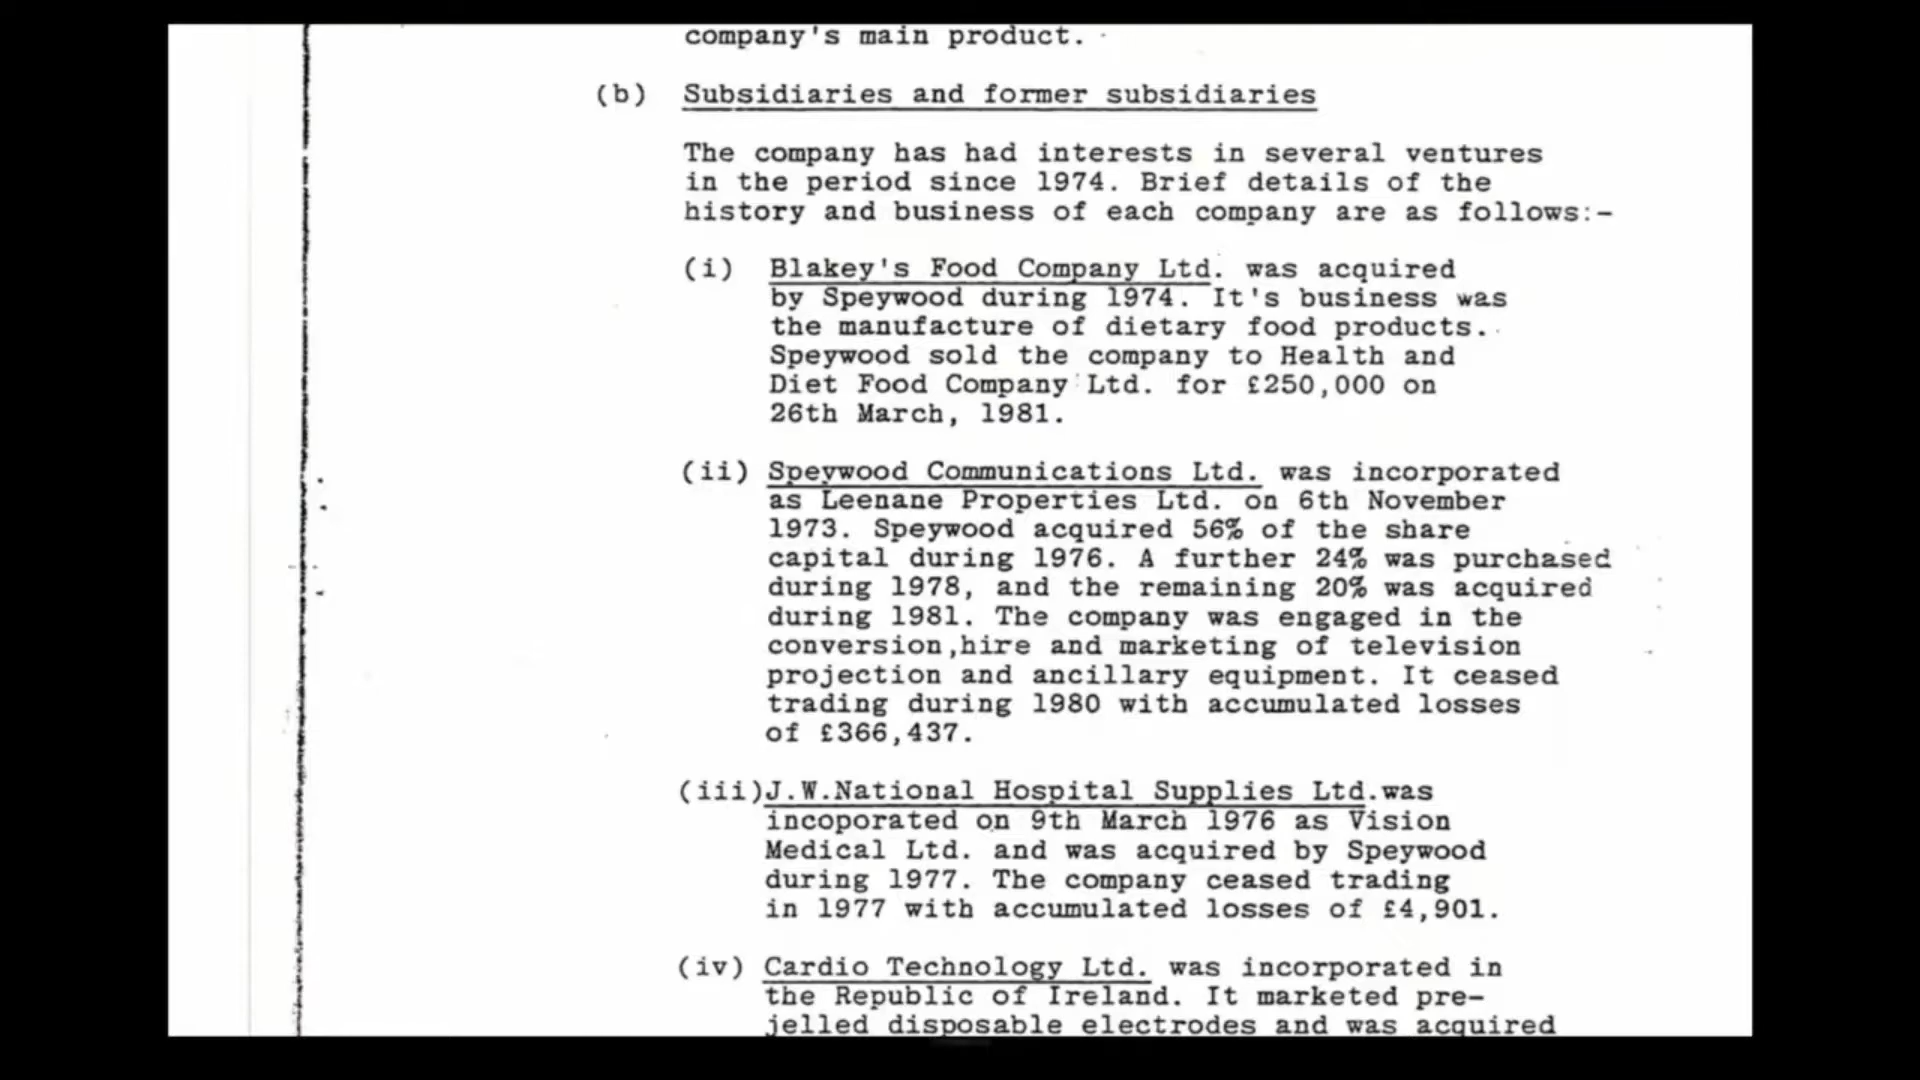 company's main product.
(b) Subsidiaries and former subsidiaries
The company has had interests in several ventures
in the period since 1974. Brief details of the
history and business of each company are as follows:-
(i) Blakey's Food Company Ltd. was acquired
by Speywood during 1974. It's business was
the manufacture of dietary food products.
Speywood sold the company to Health and
Diet Food Company Ltd. for £250,000 on
26th March, 1981.
(ii) Speywood Communications Ltd. was incorporated
as Leenane Properties Ltd. on 6th November
1973. Speywood acquired 56% of the share
capital during 1976. A further 24% was purchased
during 1978, and the remaining 20% was acquired
during 1981. The company was engaged in the
conversion,hire and marketing of television
projection and ancillary equipment. It ceased
trading during 1980 with accumulated losses
of £366,437.
(iii)J.W.National Hospital Supplies Ltd.was
incoporated on 9th March 1976 as Vision
Medical Ltd. and was acquired by Speywood
during 1977. The company ceased trading
in 1977 with accumulated losses of £4,901.
(iv) Cardio Technology Ltd. was incorporated in
the Republic of Ireland. It marketed pre-
jelled disposable electrodes and was acquired